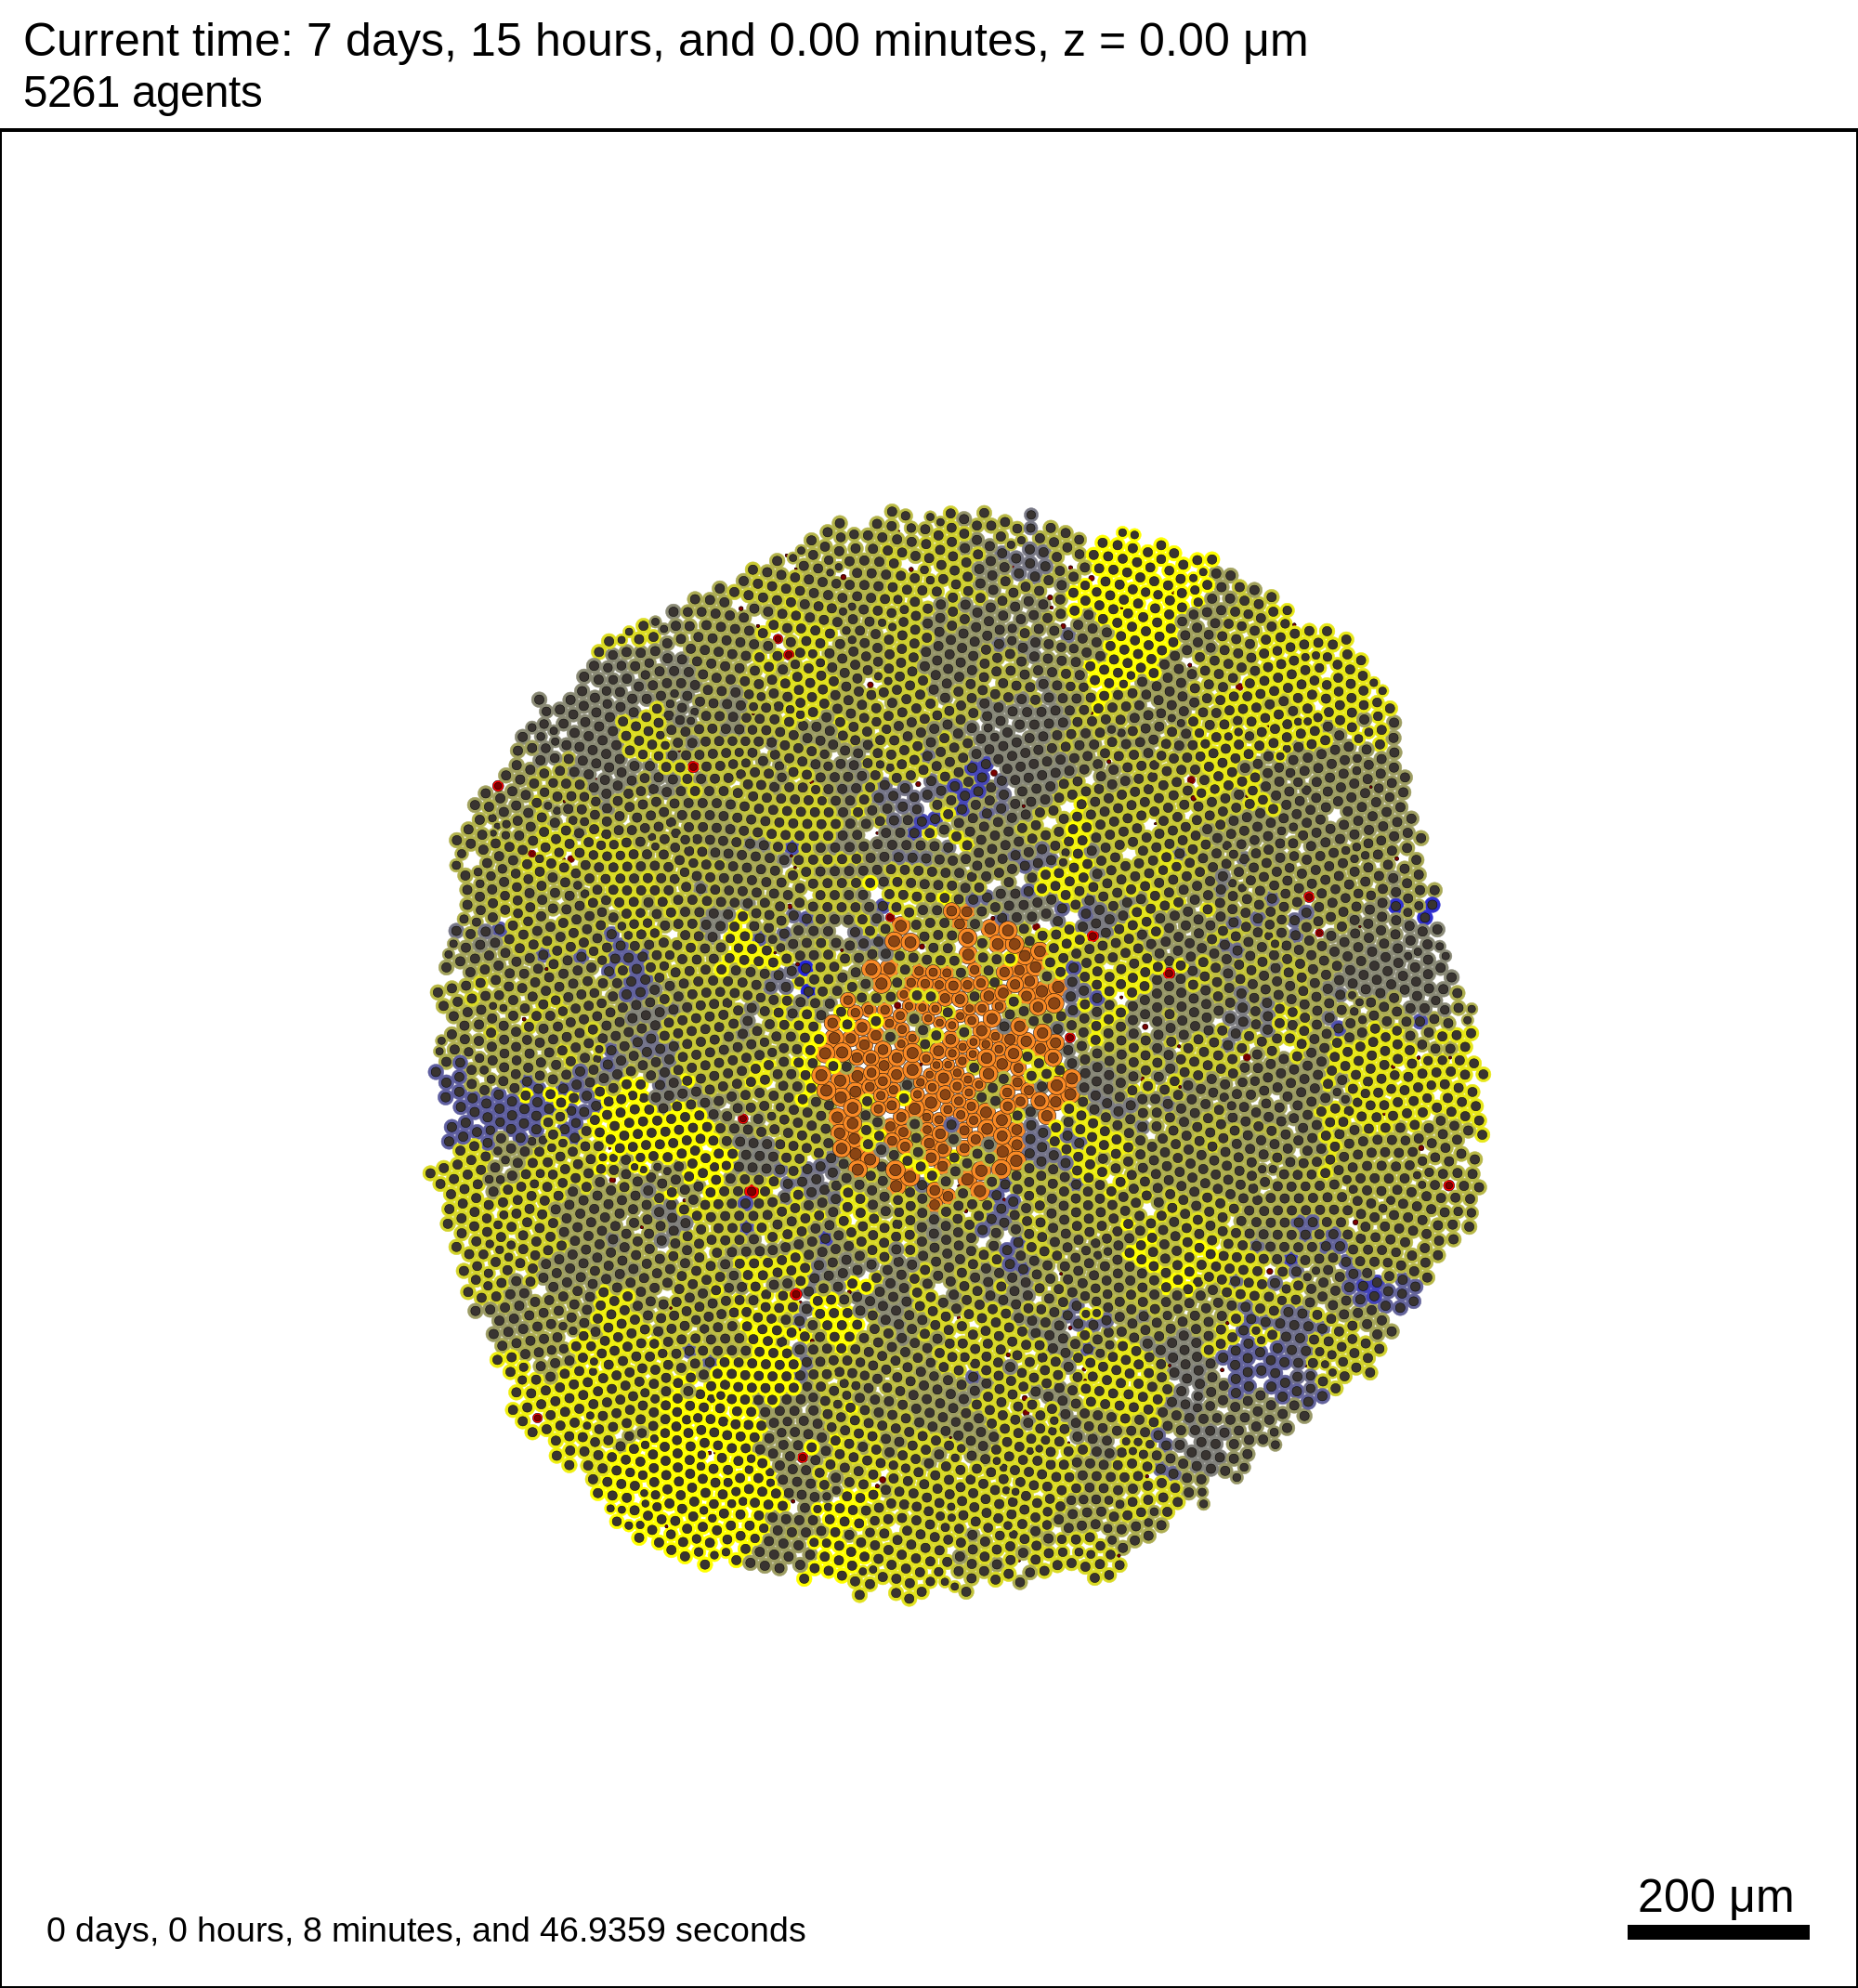 Current time: 7 days, 15 hours, and 0.00 minutes, z = 0.00 μm
5261 agents
200 μm
0 days, 0 hours, 8 minutes, and 46.9359 seconds